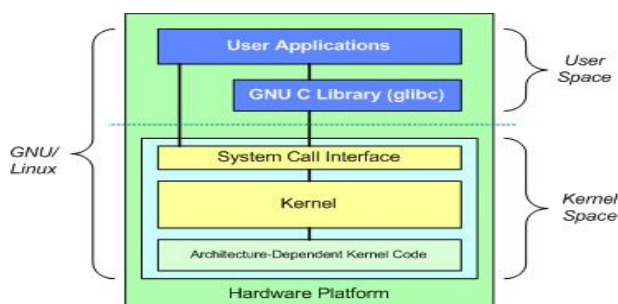 User Applications
User
Space
GNU C Library (glibc)
GNU/
Linux
System Call Interface
Kernel
Kernel
Space
Architecture-Dependent Kernel Code
Hardware Platform